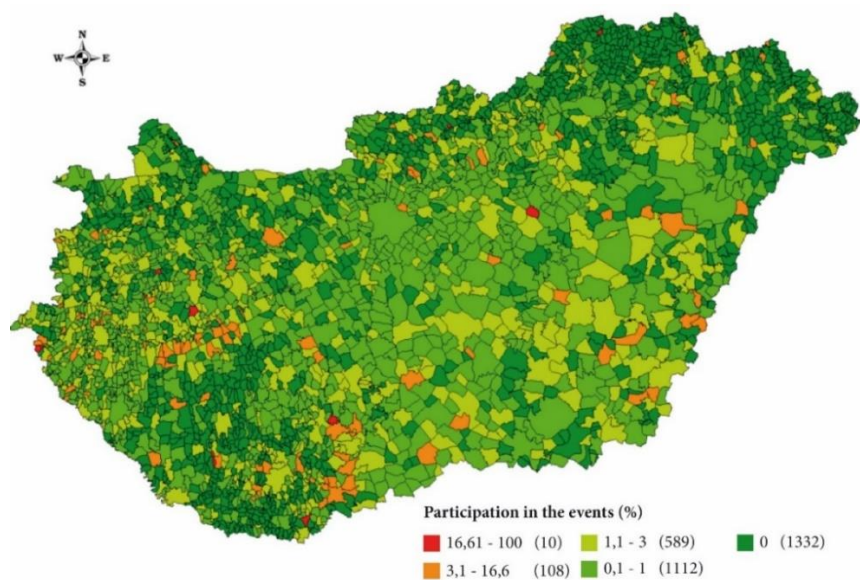 N
W E
S
Participation in the events (%)
16,61 - 100 (10) 1,1 - 3 (589) 0 (1332)
3,1 - 16,6 (108) 0,1 - 1 (1112)